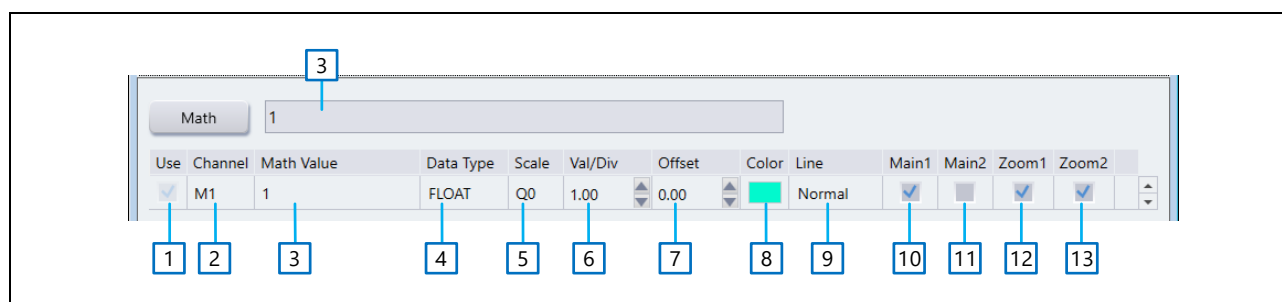 3
Math 1
Use Channel Math Value Data Type Scale Val/Div Offset Color Line Main1 Main2 Zoom1 Zoom2
M1 1 FLOAT Q0 1.00 0.00 Normal
1 2 3 4 5 6 7 8 9 10 11 12 13